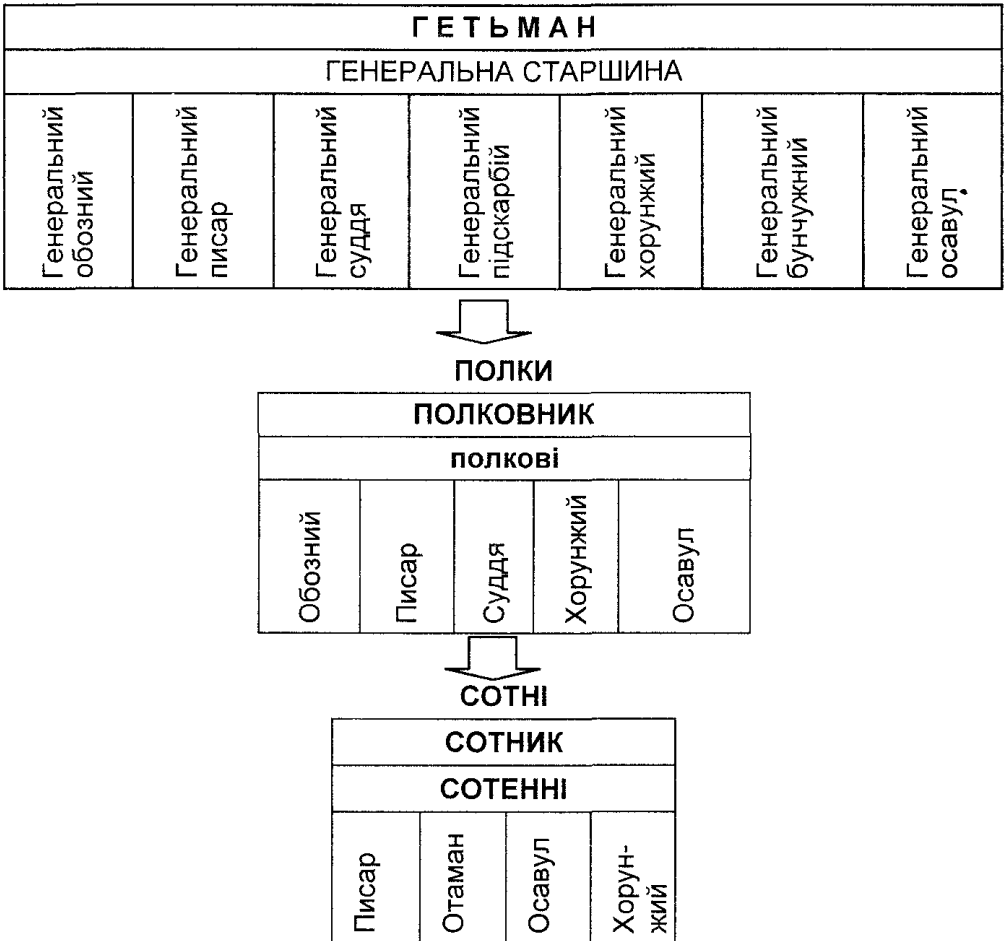 ГЕТЬМАН
ГЕНЕРАЛЬНА СТАРШИНА
Генеральний
обозний
Генеральний
писар
Генеральний
суддя
Генеральний
підскарбій
Генеральний
хорунжий
Генеральний
бунчужний
Генеральний
осавул
ПОЛКИ
ПОЛКОВНИК
полкові
Обозний
Писар
Суддя
Хорунжий
Осавул
СОТНІ
СОТНИК
СОТЕННІ
Писар
Отаман
Осавул
Хорун-
жий